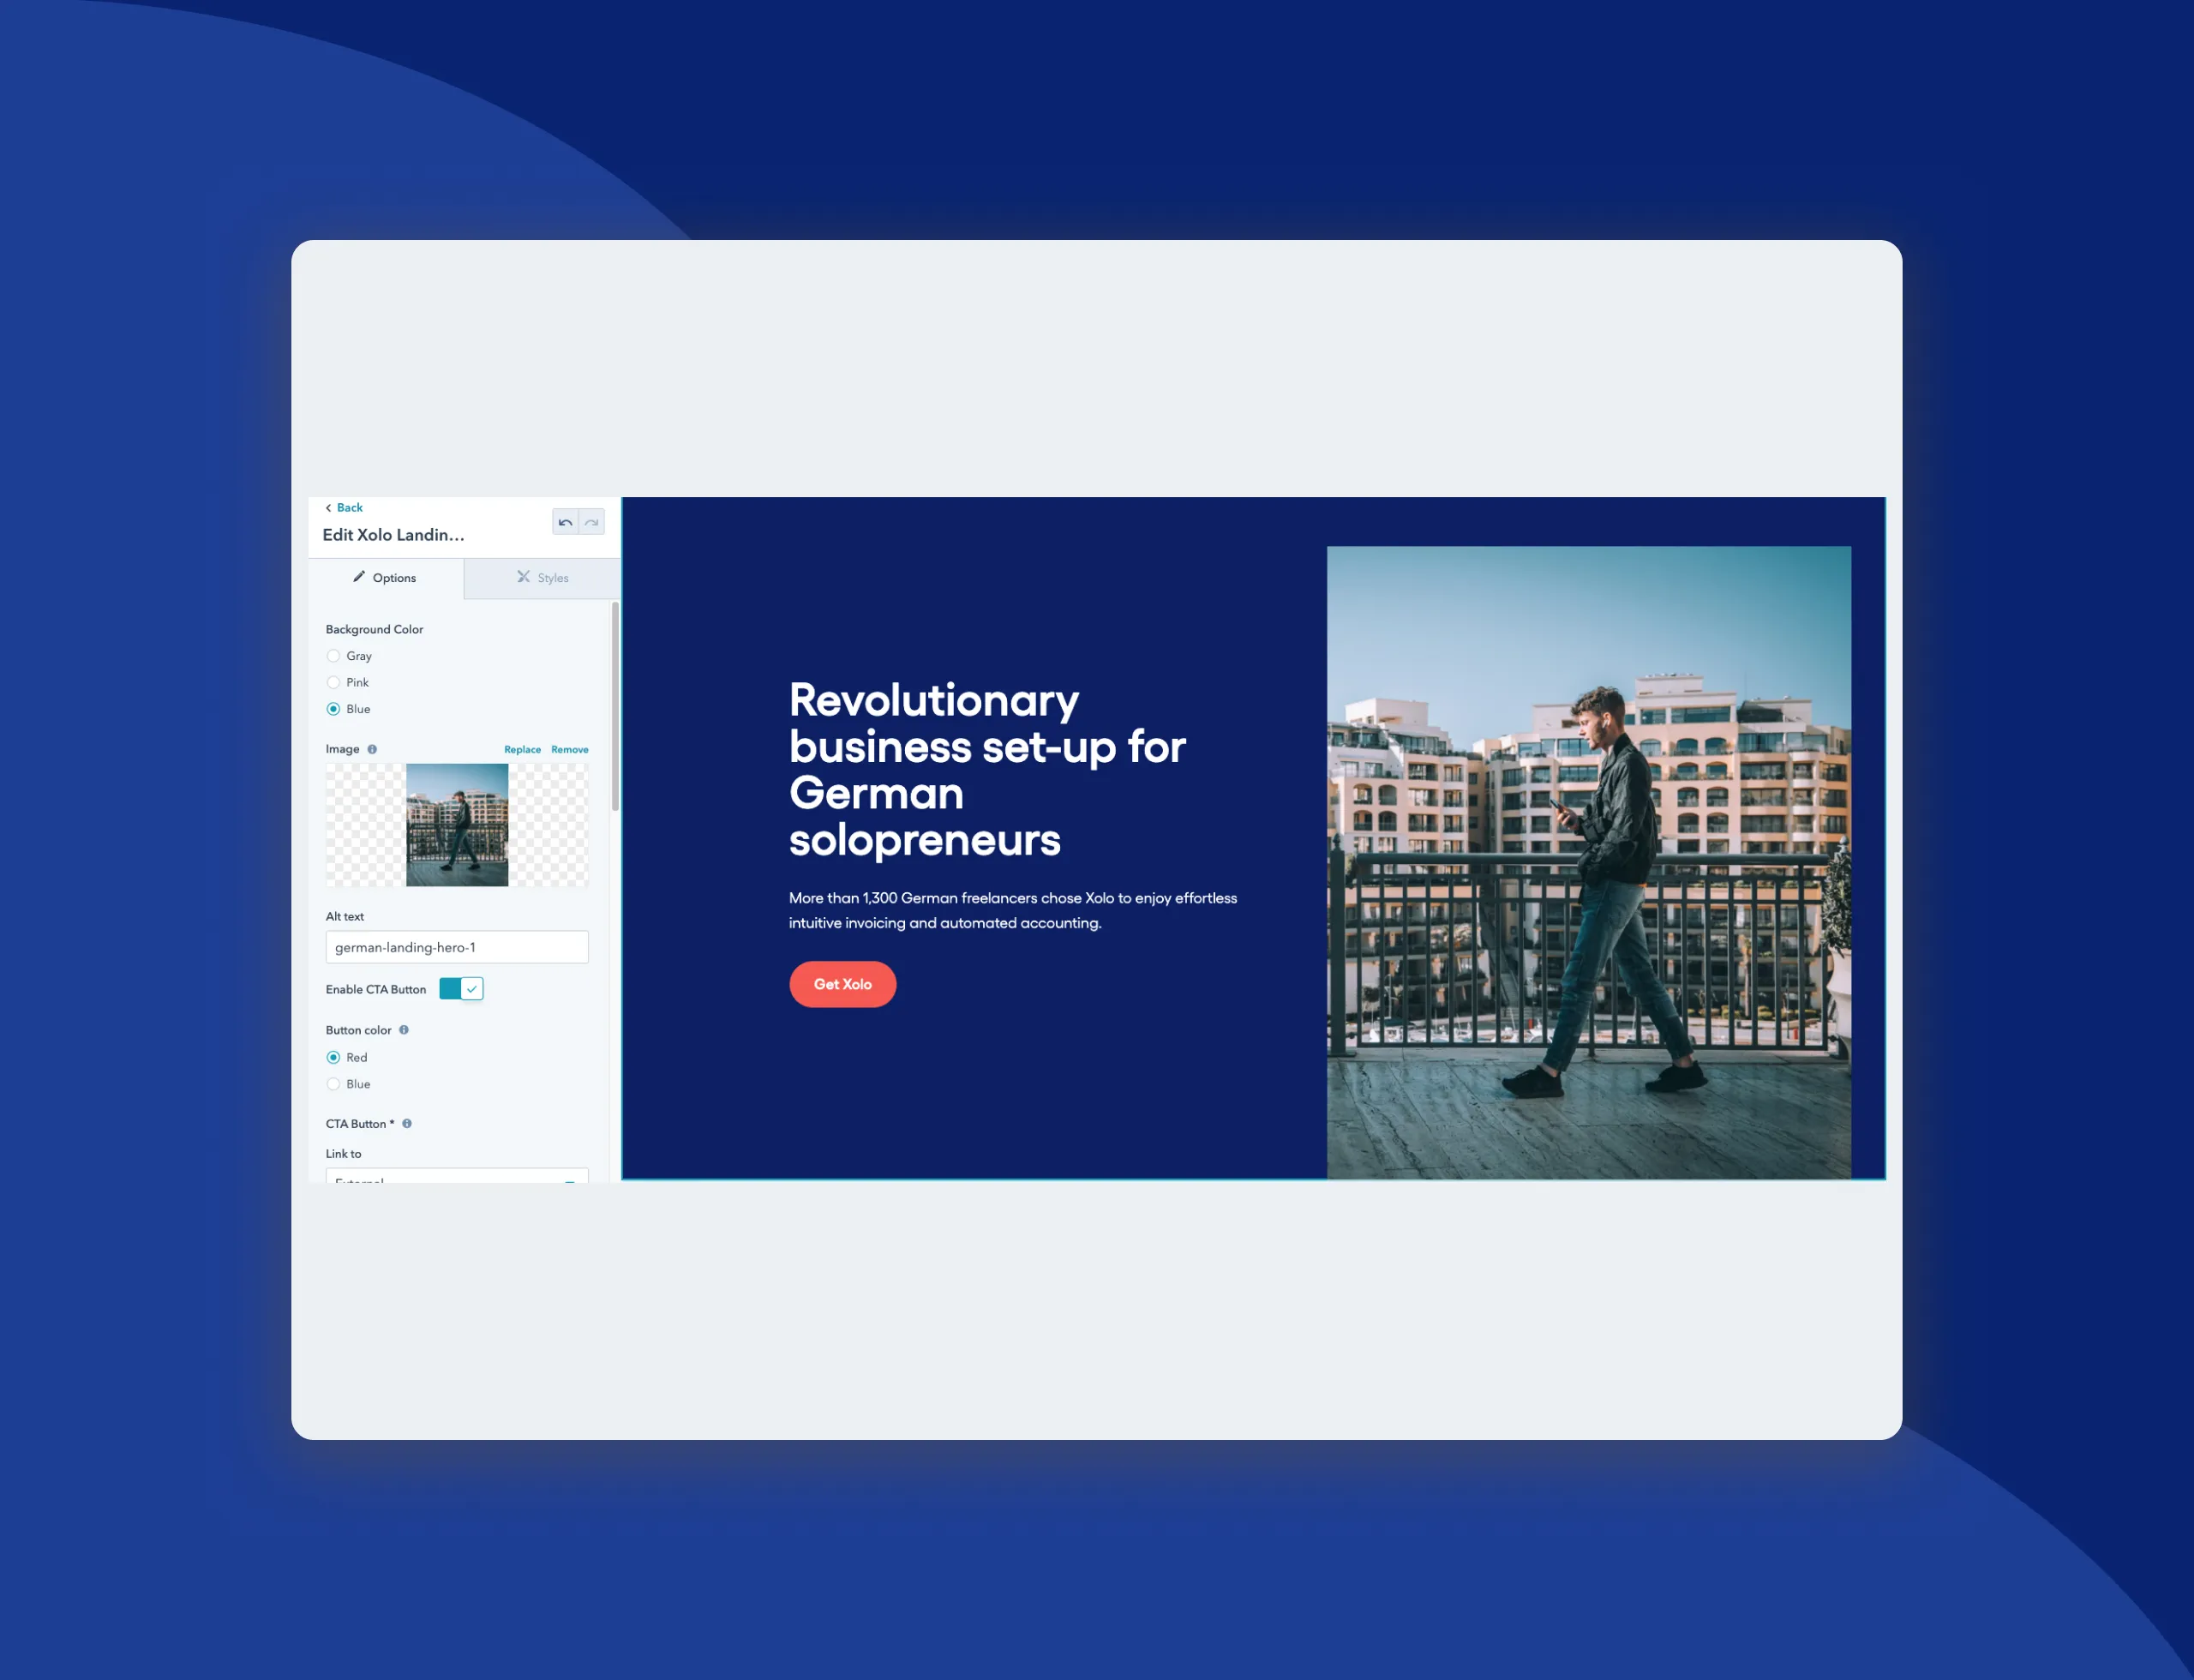 Back
Edit Xolo Landin...
Options
Styles
Background Color
Gray
Pink
Blue
Image
Replace
Remove
Alt text
german-landing-hero-1
Enable CTA Button
Button color
Red
Blue
CTA Button *
Link to
External
Revolutionary
business set-up for
German
solopreneurs
More than 1,300 German freelancers chose Xolo to enjoy effortless
intuitive invoicing and automated accounting.
Get Xolo